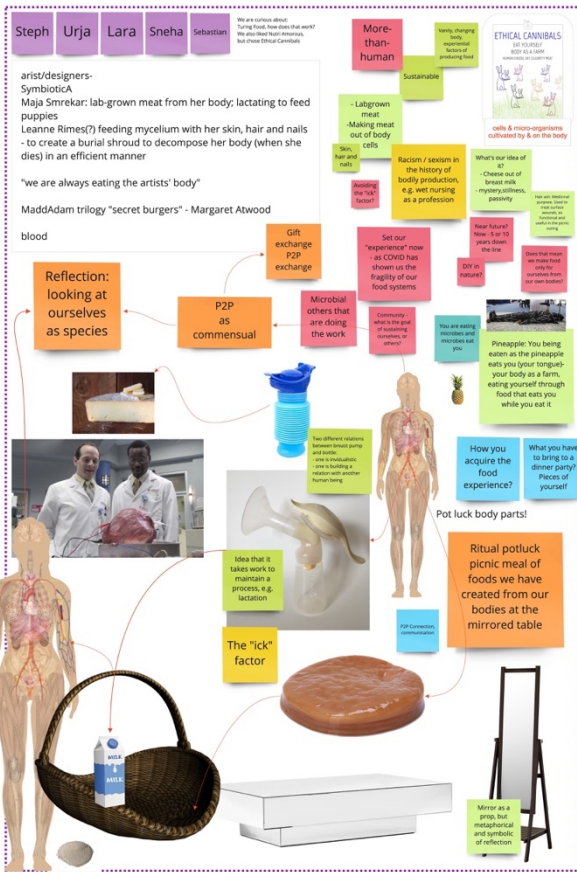 Steph
Urja
Lara
Sneha
Sebastian
We are curious about:
Turing Food, how does that work?
We also liked Nutri Amorous,
but chose Ethical Cannibals
arist/designers-
SymbioticA
Maja Smrekar: lab-grown meat from her body; lactating to feed
puppies
Leanne Rimes(?) feeding mycelium with her skin, hair and nails
- to create a burial shroud to decompose her body (when she
dies) in an efficient manner
"we are always eating the artists' body"
MaddAdam trilogy "secret burgers" - Margaret Atwood
blood
More-
than-
human
Vanity, changing
body,
experiential
factors of
producing food
Sustainable
ETHICAL CANNIBALS
EAT YOURSELF
BODY AS A FARM
cells & micro-organisms
cultivated by & on the body
- Labgrown
meat
-Making meat
out of body
cells
Skin,
hair and
nails
Avoiding
the "ick"
factor?
Racism / sexism in
the history of
bodily production,
e.g. wet nursing as
a profession
What's our idea of
it?
- Cheese out of
breast milk
- mystery,stillness,
passivity
Near future?
Now - 5 or 10
years down
the line
DIY in
nature?
Does that mean
we make food
only for
ourselves from
our own bodies?
Set our
"experience" now
- as COVID has
shown us the
fragility of our
food systems
Gift
exchange
P2P
exchange
Reflection:
looking at
ourselves
as species
P2P
as
commensual
Microbial
others that
are doing
the work
Community -
what is the goal
of sustaining
ourselves, or
others?
You are eating
microbes and
microbes eat
you
Pineapple: You being
eaten as the pineapple
eats you (your tongue)-
your body as a farm,
eating yourself through
food that eats you
while you eat it
Two different relations
between breast pump
and bottle:
- one is invidualistic
- one is building a
relation with another
human being
How you
acquire the
food
experience?
What you have
to bring to a
dinner party?
Pieces of
yourself
Pot luck body parts!
Ritual potluck
picnic meal of
foods we have
created from our
bodies at the
mirrored table
Idea that it
takes work to
maintain a
process, e.g.
lactation
P2P Connection,
communication
The "ick"
factor
MILK
MILK
Mirror as a
prop, but
metaphorical
and symbolic
of reflection